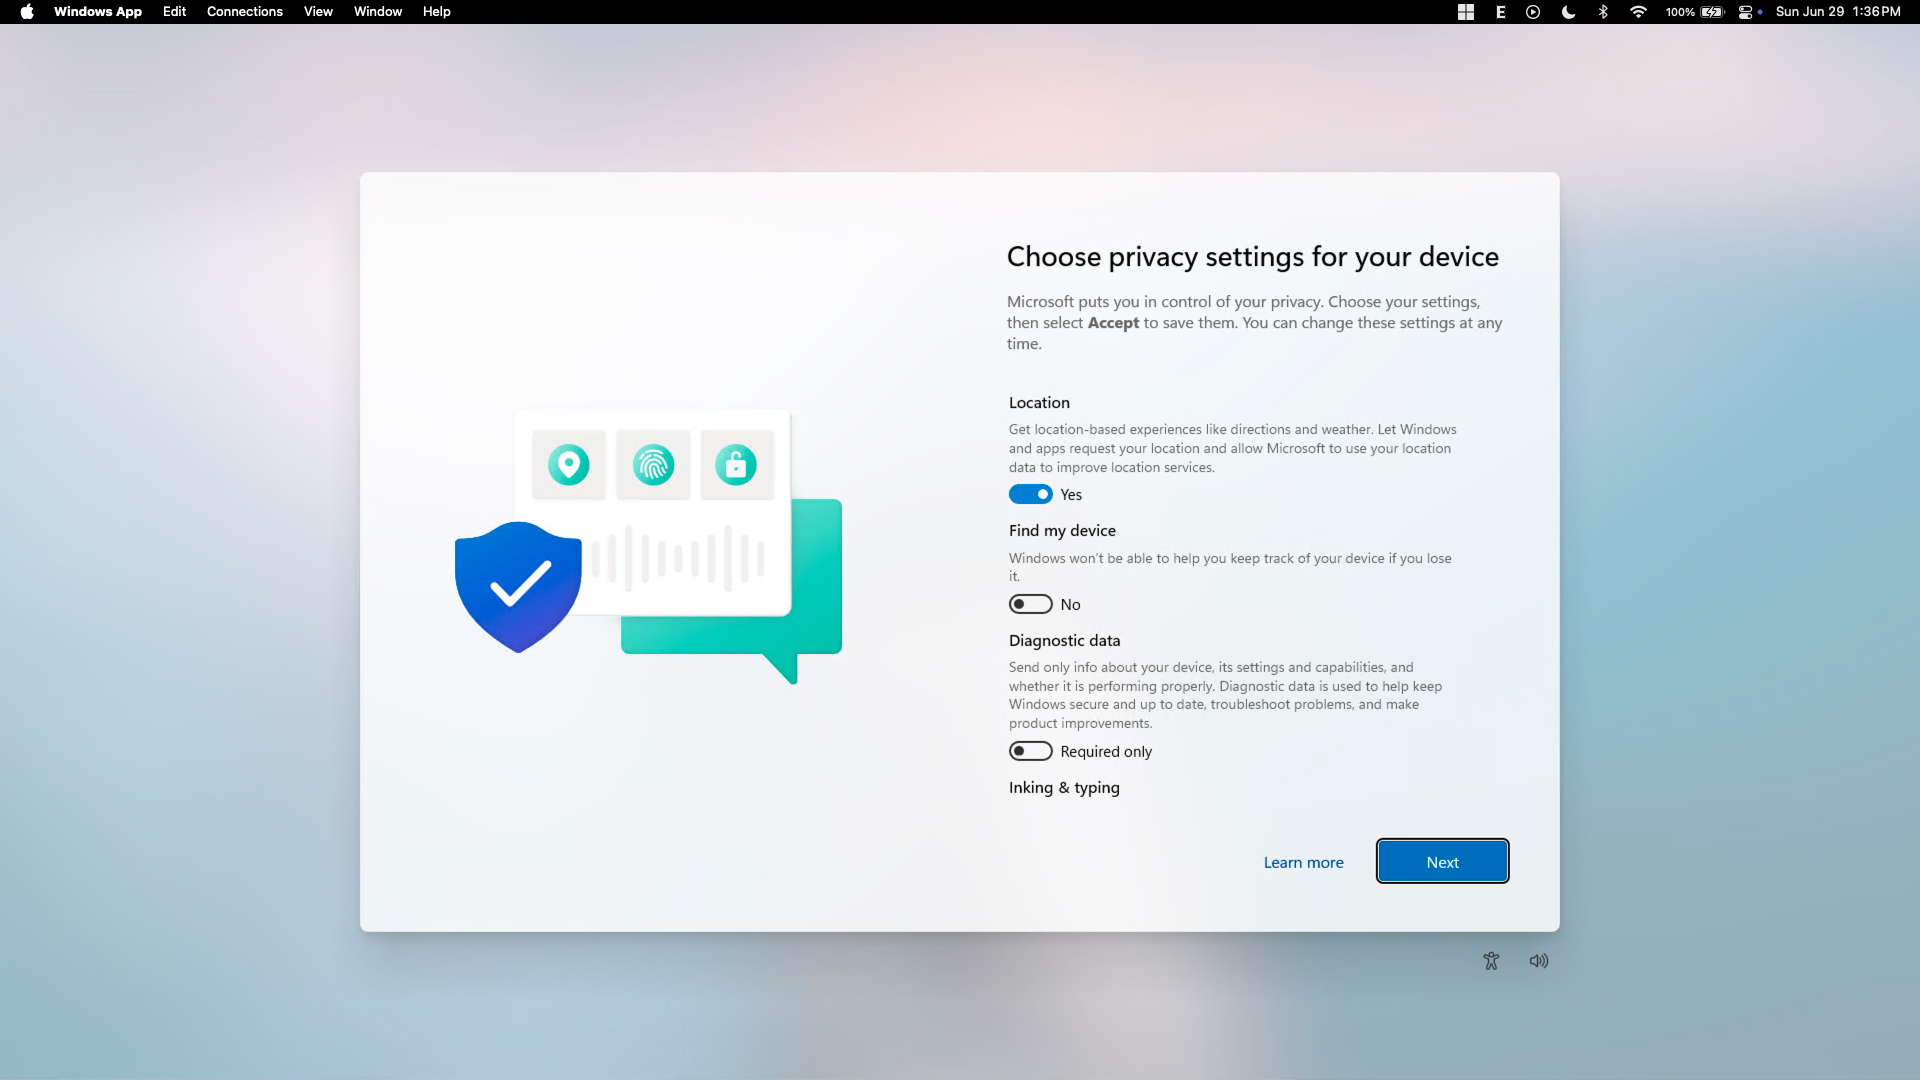 Windows App Edit Connections View Window Help 100% Sun Jun 29 1:36 PM
Choose privacy settings for your device
Microsoft puts you in control of your privacy. Choose your settings,
then select Accept to save them. You can change these settings at any
time.
Location
Get location-based experiences like directions and weather. Let Windows
and apps request your location and allow Microsoft to use your location
data to improve location services.
Yes
Find my device
Windows won't be able to help you keep track of your device if you lose
it.
No
Diagnostic data
Send only info about your device, its settings and capabilities, and
whether it is performing properly. Diagnostic data is used to help keep
Windows secure and up to date, troubleshoot problems, and make
product improvements.
Required only
Inking & typing
Learn more Next